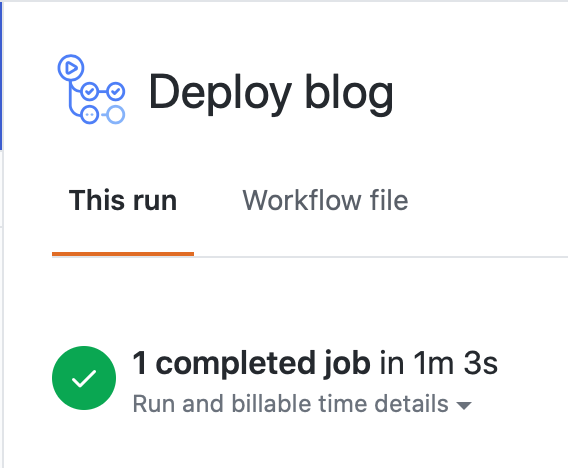 Deploy blog
This run
Workflow file
1 completed job in 1m 3s
Run and billable time details